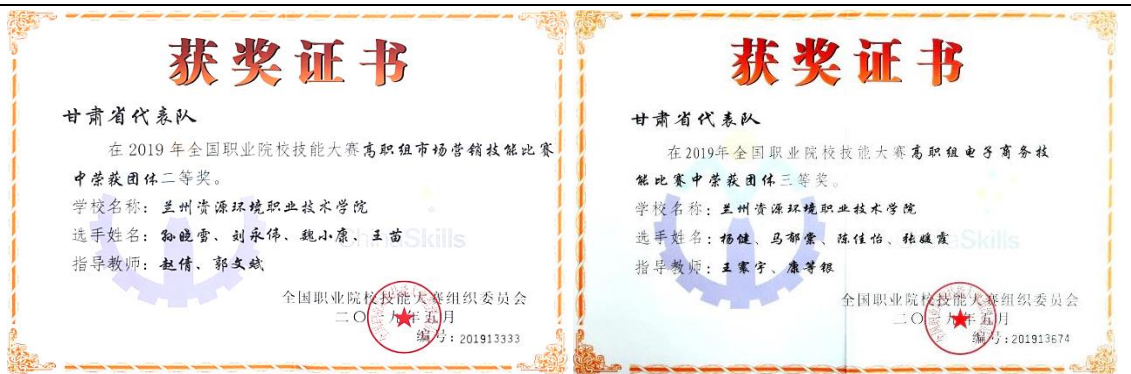 获奖证书
甘肃省代表队
在2019年全国职业院校技能大赛高职组市场营销技能比赛
中荣获团体二等奖。
学校名称：兰州资源环境职业技术学院
选手姓名：孙晓雪、刘永伟、魏小康、王苗
指导教师：赵倩、郭文斌
全国职业院校技能大赛组织委员会
二〇一九年五月
编号：201913333
获奖证书
甘肃省代表队
在2019年全国职业院校技能大赛高职组电子商务技
能比赛中荣获团体三等奖。
学校名称：兰州资源环境职业技术学院
选手姓名：杨健、马郁棠、陈佳怡、张媛霞
指导教师：王寰宇、康等银
全国职业院校技能大赛组织委员会
二〇一九年五月
编号：201913674
ChinaSkills